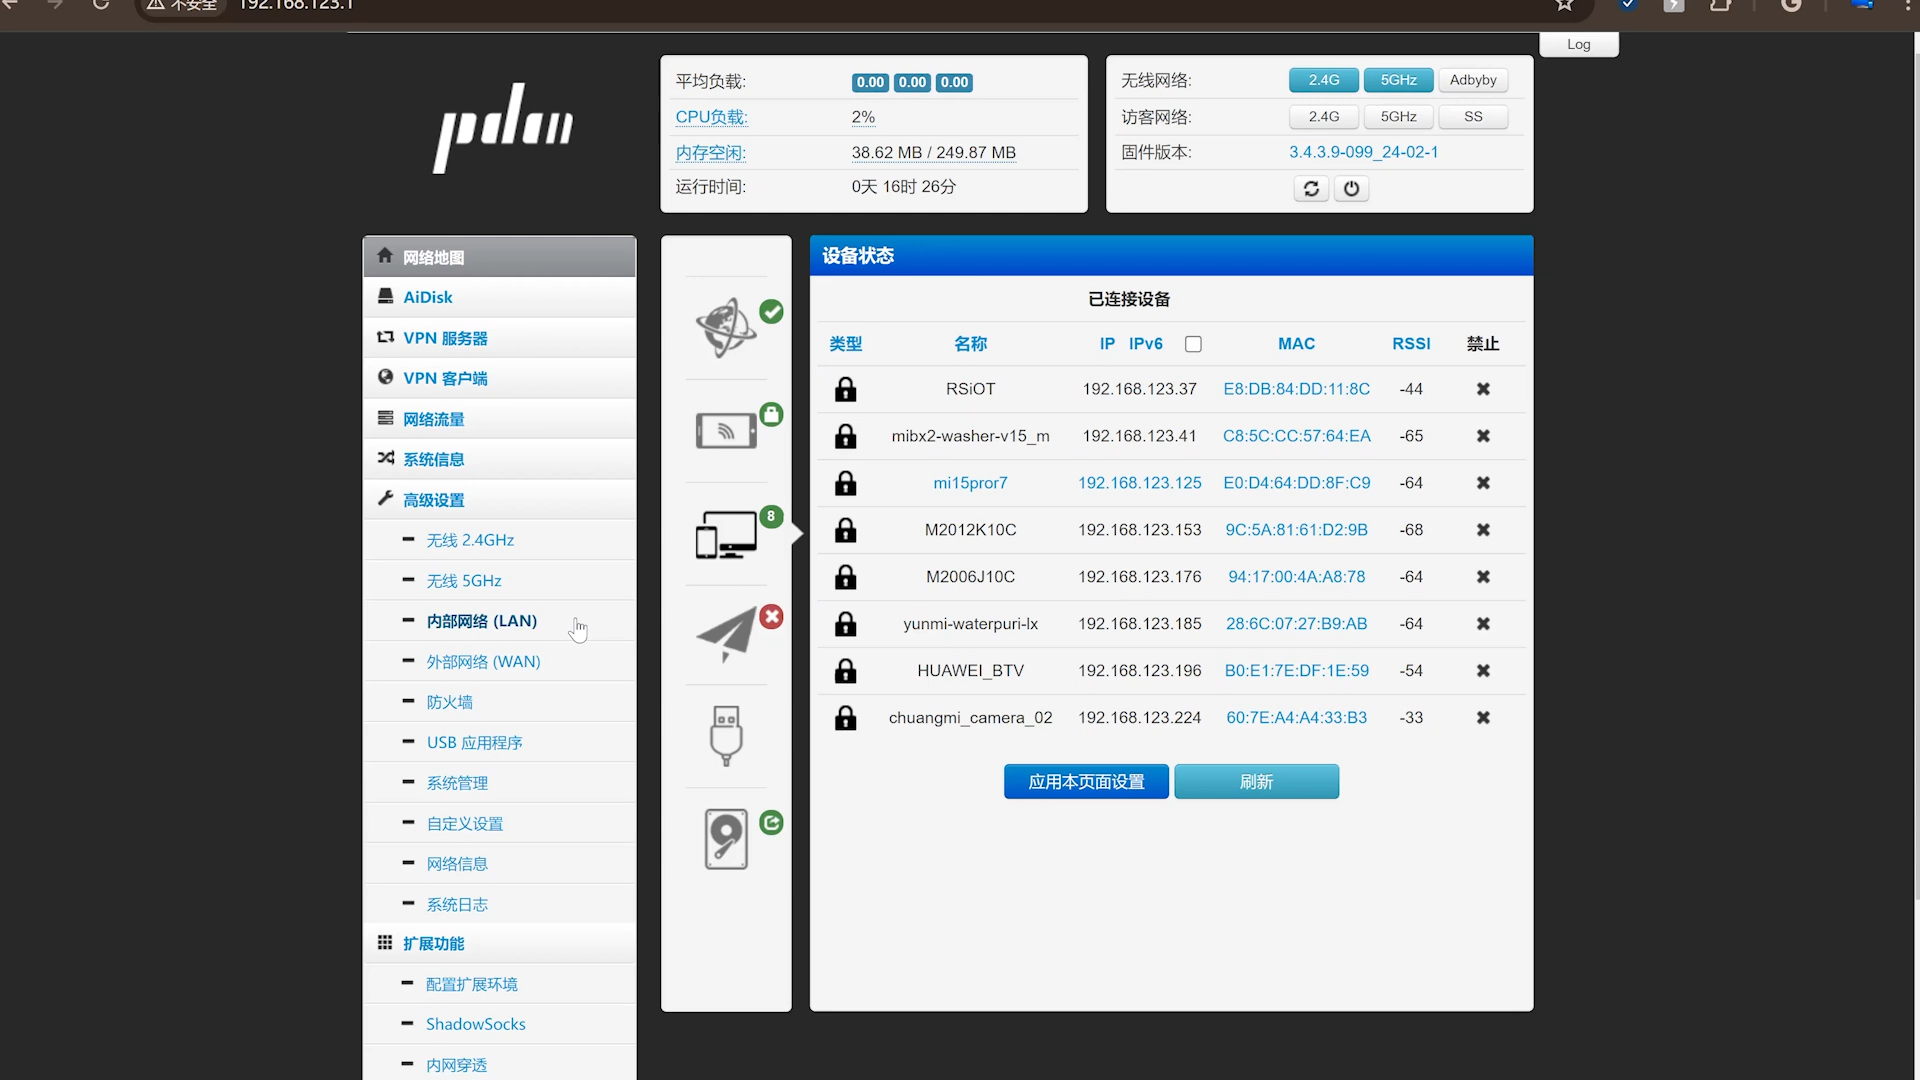 不安全 192.168.123.1
Log
pdcn
平均负载: 0.00 0.00 0.00
CPU负载: 2%
内存空闲: 38.62 MB / 249.87 MB
运行时间: 0天 16时 26分
无线网络: 2.4G 5GHz Adbyby
访客网络: 2.4G 5GHz SS
固件版本: 3.4.3.9-099_24-02-1
网络地图
AiDisk
VPN 服务器
VPN 客户端
网络流量
系统信息
高级设置
无线 2.4GHz
无线 5GHz
内部网络 (LAN)
外部网络 (WAN)
防火墙
USB 应用程序
系统管理
自定义设置
网络信息
系统日志
扩展功能
配置扩展环境
ShadowSocks
内网穿透
8
设备状态
已连接设备
类型 名称 IP IPv6 MAC RSSI 禁止
RSiOT 192.168.123.37 E8:DB:84:DD:11:8C -44
mibx2-washer-v15_m 192.168.123.41 C8:5C:CC:57:64:EA -65
mi15pror7 192.168.123.125 E0:D4:64:DD:8F:C9 -64
M2012K10C 192.168.123.153 9C:5A:81:61:D2:9B -68
M2006J10C 192.168.123.176 94:17:00:4A:A8:78 -64
yunmi-waterpuri-lx 192.168.123.185 28:6C:07:27:B9:AB -64
HUAWEI_BTV 192.168.123.196 B0:E1:7E:DF:1E:59 -54
chuangmi_camera_02 192.168.123.224 60:7E:A4:A4:33:B3 -33
应用本页面设置 刷新